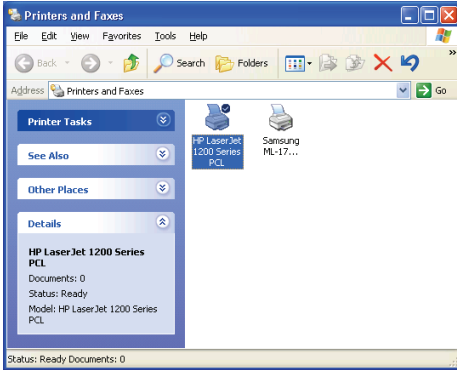 Printers and Faxes
File Edit View Favorites Tools Help
Back Search Folders
Address Printers and Faxes Go
Printer Tasks
See Also
Other Places
Details
HP LaserJet 1200 Series
PCL
Documents: 0
Status: Ready
Model: HP LaserJet 1200 Series
PCL
HP LaserJet
1200 Series
PCL
Samsung
ML-17...
Status: Ready Documents: 0